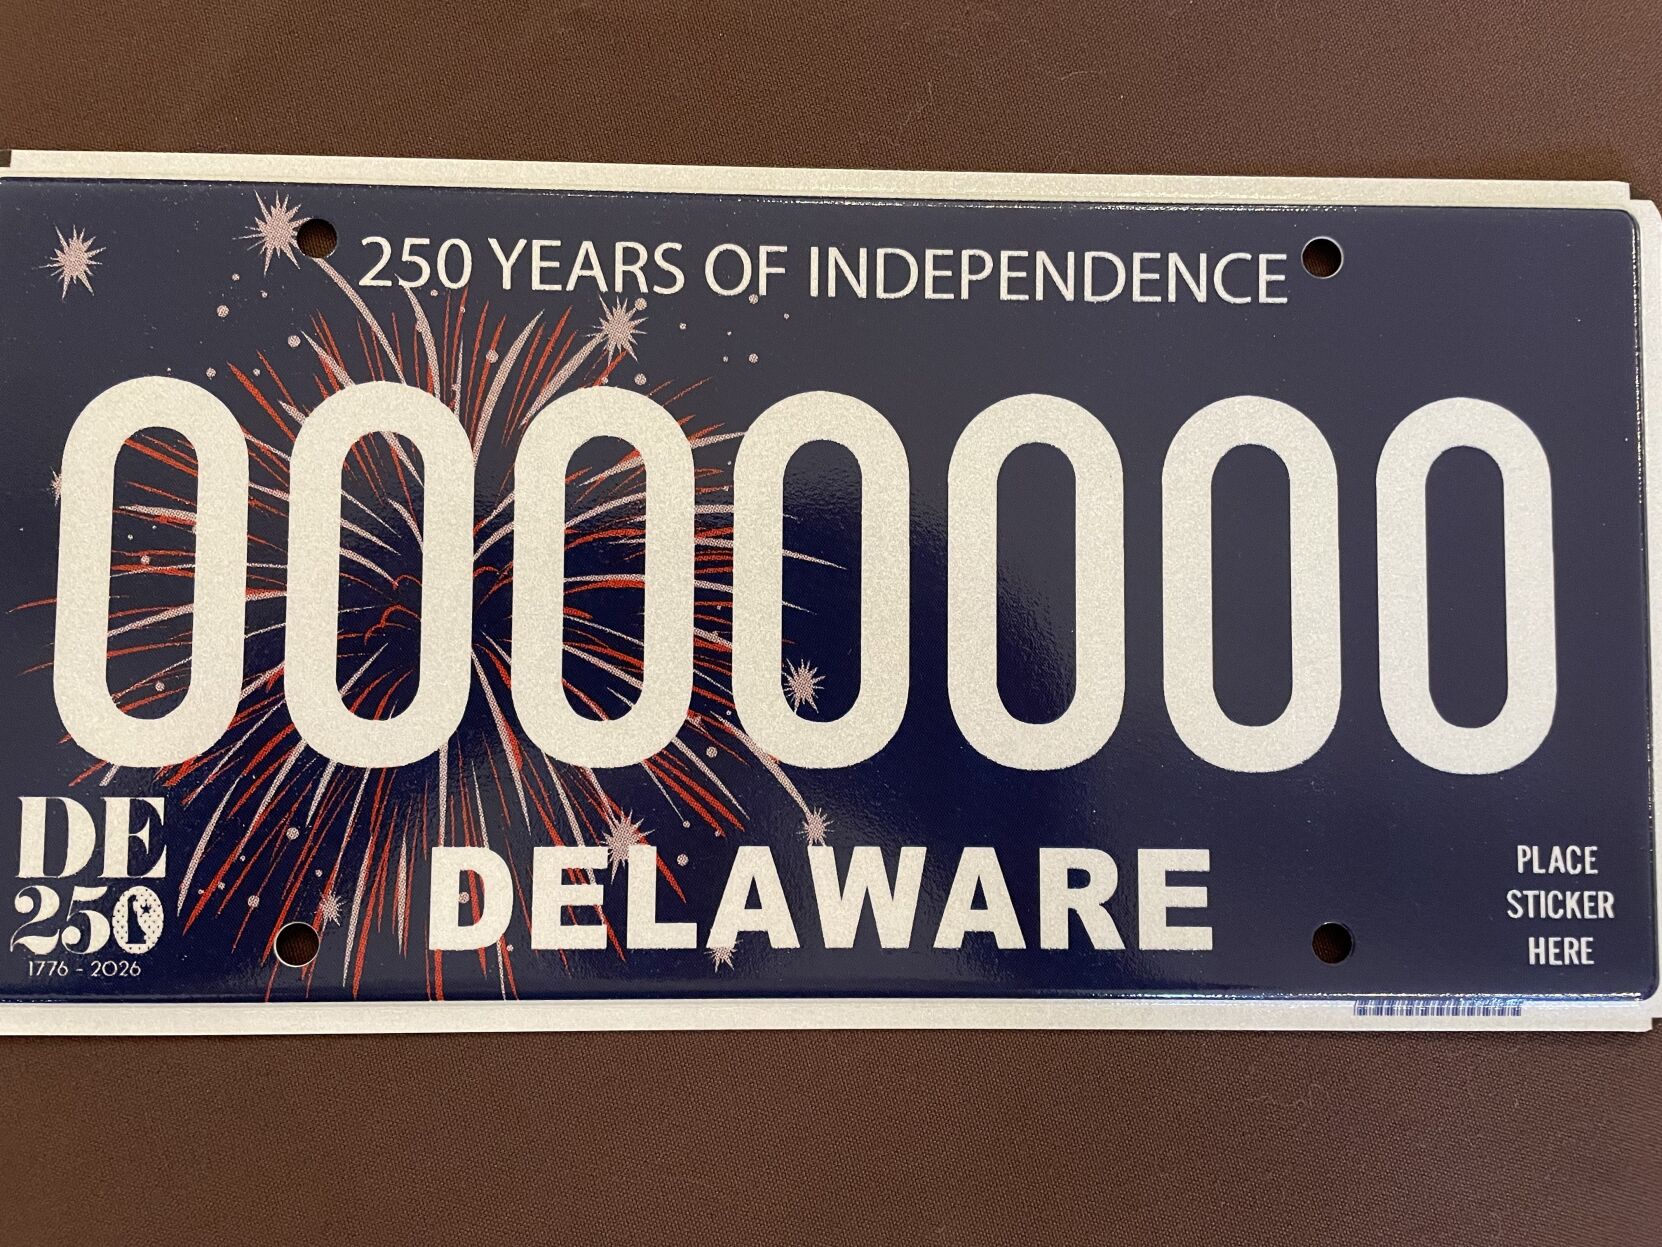 250 YEARS OF INDEPENDENCE
0000000
DE
250
1776 - 2026
DELAWARE
PLACE
STICKER
HERE